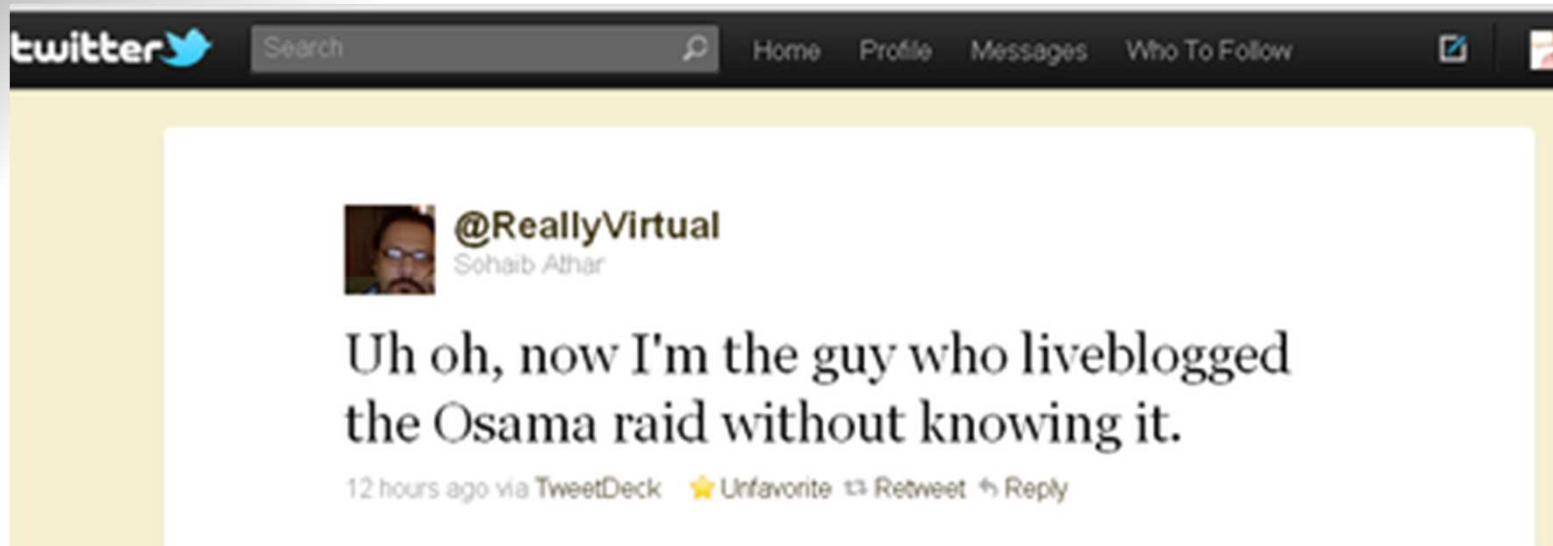 twitter Search Home Profile Messages Who To Follow
@ReallyVirtual
Sohaib Athar
Uh oh, now I'm the guy who liveblogged
the Osama raid without knowing it.
12 hours ago via TweetDeck Unfavorite Retweet Reply